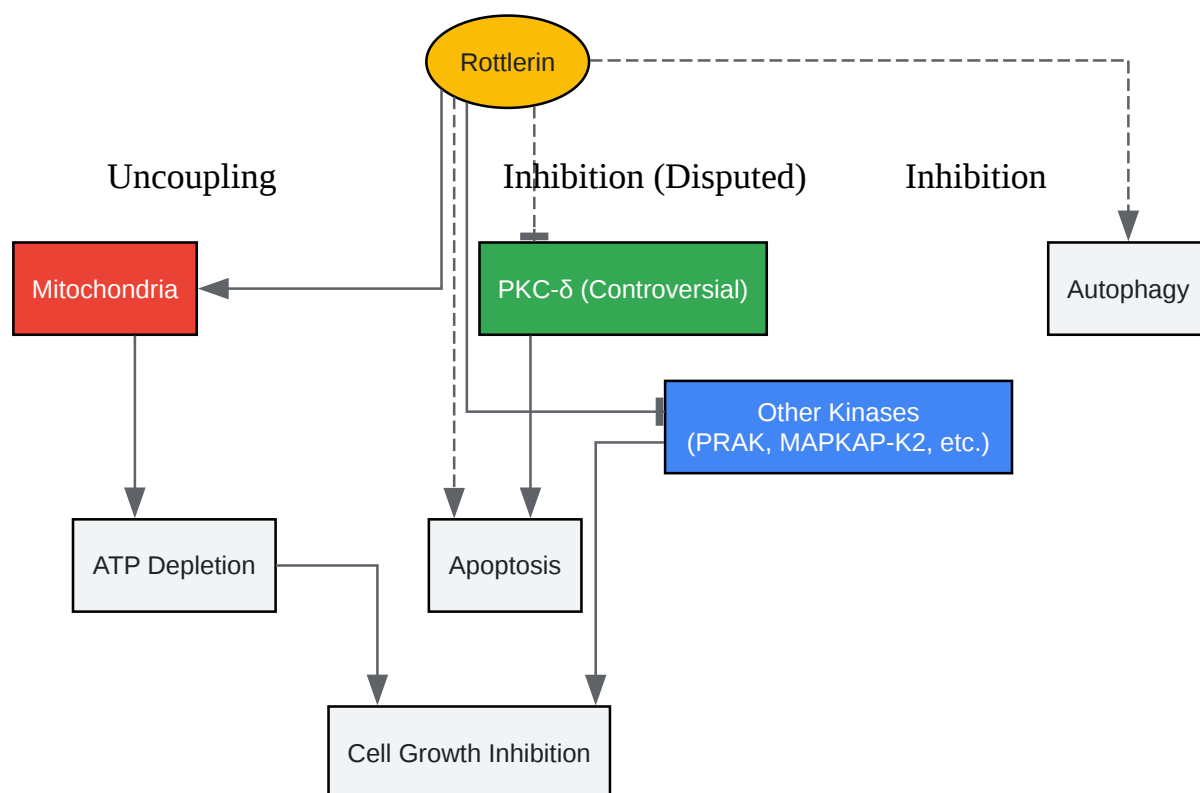 Rottlerin
Uncoupling
Inhibition (Disputed)
Inhibition
Mitochondria
PKC-δ (Controversial)
Autophagy
Other Kinases
(PRAK, MAPKAP-K2, etc.)
ATP Depletion
Apoptosis
Cell Growth Inhibition